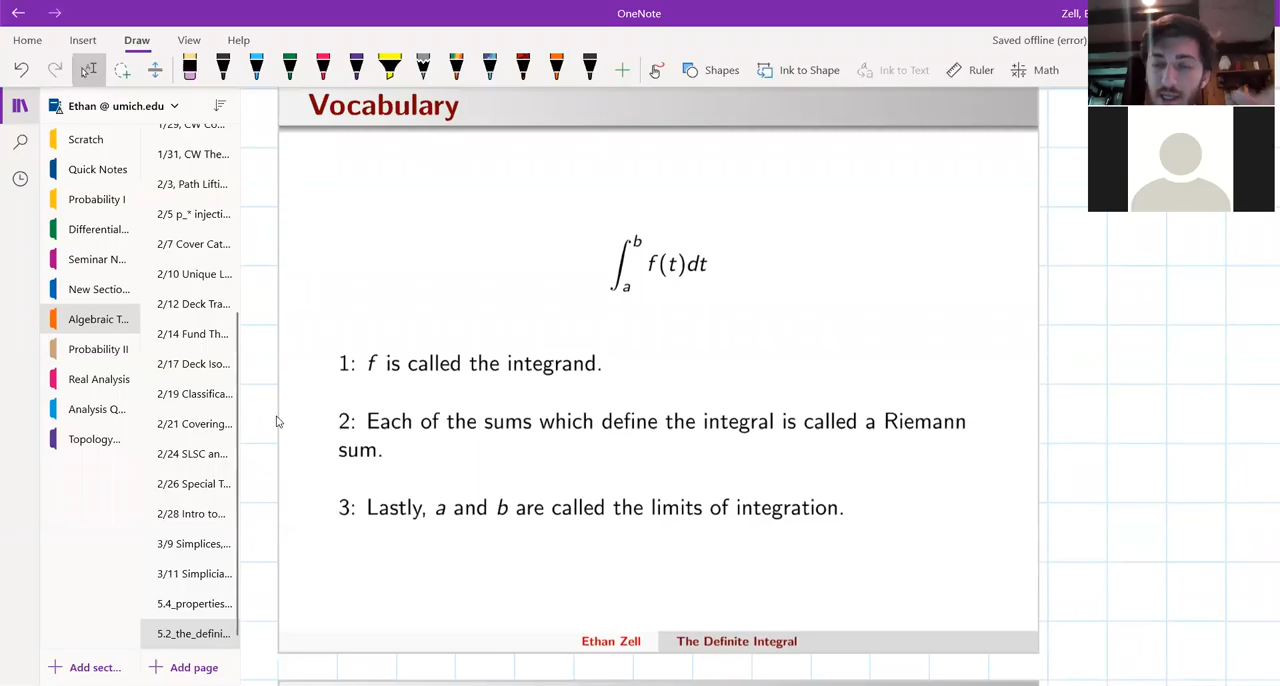 OneNote
Zell, E
Home Insert Draw View Help
Saved offline (error)
Shapes Ink to Shape Ink to Text Ruler Math
Ethan @ umich.edu
Scratch
Quick Notes
Probability I
Differential...
Seminar N...
New Sectio...
Algebraic T...
Probability II
Real Analysis
Analysis Q...
Topology...
Add sect...
1/29, CW Co...
1/31, CW The...
2/3, Path Lifti...
2/5 p_* injecti...
2/7 Cover Cat...
2/10 Unique L...
2/12 Deck Tra...
2/14 Fund Th...
2/17 Deck Iso...
2/19 Classifica...
2/21 Covering...
2/24 SLSC an...
2/26 Special T...
2/28 Intro to...
3/9 Simplices,...
3/11 Simplicia...
5.4_properties...
5.2_the_defini...
Add page
Vocabulary
∫_a^b f(t)dt
1: f is called the integrand.
2: Each of the sums which define the integral is called a Riemann
sum.
3: Lastly, a and b are called the limits of integration.
Ethan Zell The Definite Integral